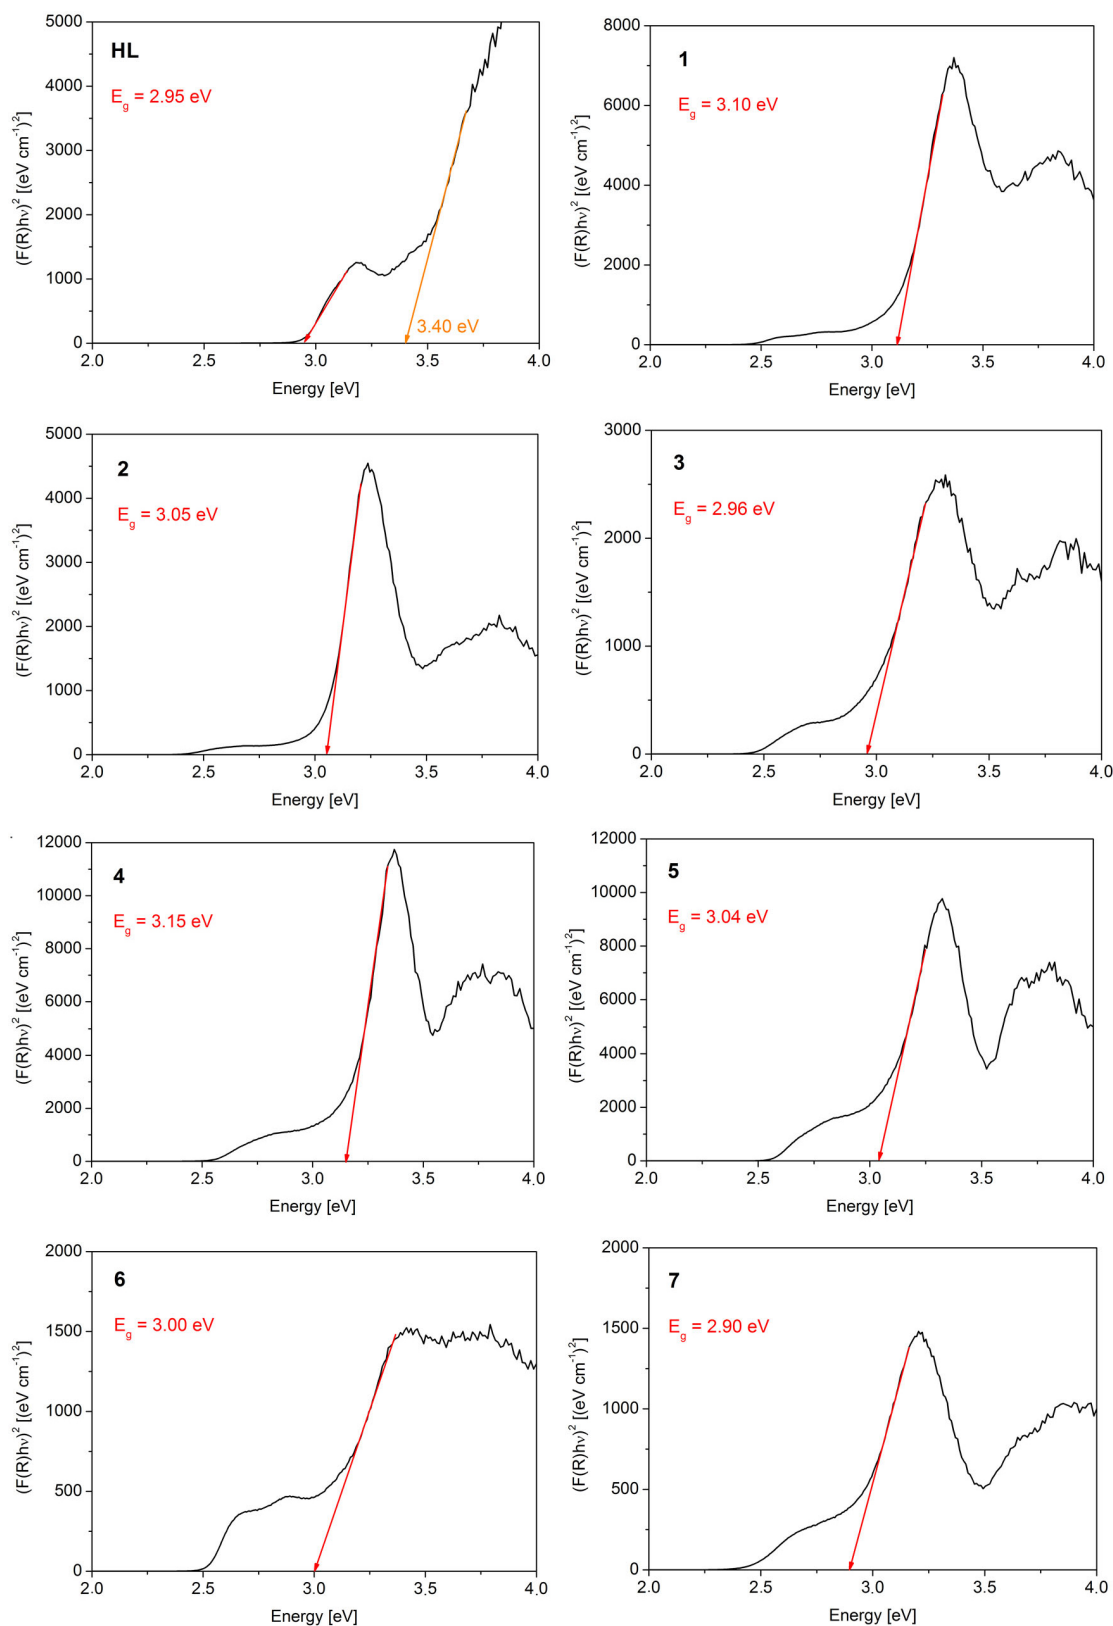 HL
E_g = 2.95 eV
3.40 eV
(F(R)hν)^2 [(eV cm^-1)^2]
5000
4000
3000
2000
1000
0
2.0 2.5 3.0 3.5 4.0
Energy [eV]
1
E_g = 3.10 eV
(F(R)hν)^2 [(eV cm^-1)^2]
8000
6000
4000
2000
0
2.0 2.5 3.0 3.5 4.0
Energy [eV]
2
E_g = 3.05 eV
(F(R)hν)^2 [(eV cm^-1)^2]
5000
4000
3000
2000
1000
0
2.0 2.5 3.0 3.5 4.0
Energy [eV]
3
E_g = 2.96 eV
(F(R)hν)^2 [(eV cm^-1)^2]
3000
2000
1000
0
2.0 2.5 3.0 3.5 4.0
Energy [eV]
4
E_g = 3.15 eV
(F(R)hν)^2 [(eV cm^-1)^2]
12000
10000
8000
6000
4000
2000
0
2.0 2.5 3.0 3.5 4.0
Energy [eV]
5
E_g = 3.04 eV
(F(R)hν)^2 [(eV cm^-1)^2]
12000
10000
8000
6000
4000
2000
0
2.0 2.5 3.0 3.5 4.0
Energy [eV]
6
E_g = 3.00 eV
(F(R)hν)^2 [(eV cm^-1)^2]
2000
1500
1000
500
0
2.0 2.5 3.0 3.5 4.0
Energy [eV]
7
E_g = 2.90 eV
(F(R)hν)^2 [(eV cm^-1)^2]
2000
1500
1000
500
0
2.0 2.5 3.0 3.5 4.0
Energy [eV]